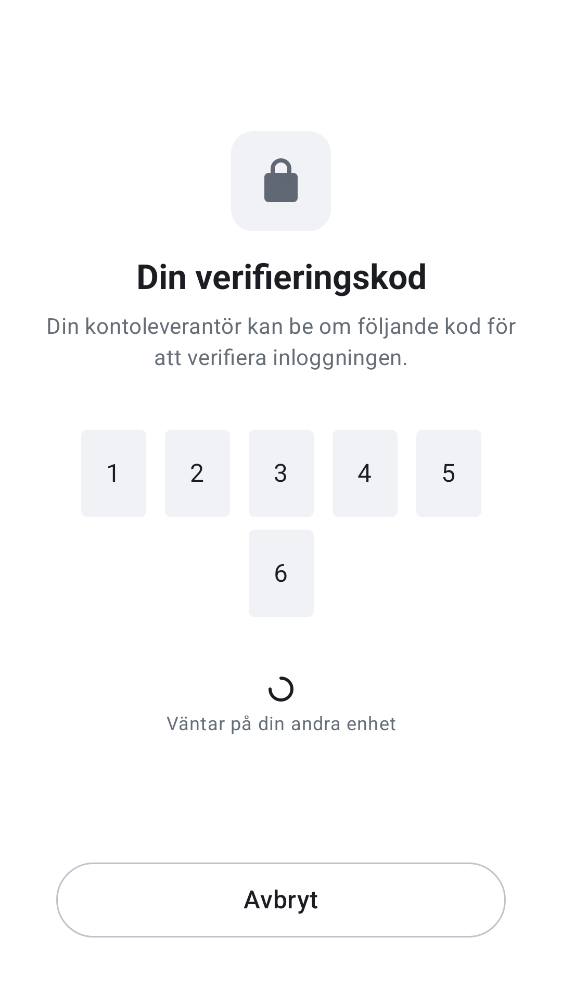 Din verifieringskod
Din kontoleverantör kan be om följande kod för
att verifiera inloggningen.
1 2 3 4 5
6
Väntar på din andra enhet
Avbryt